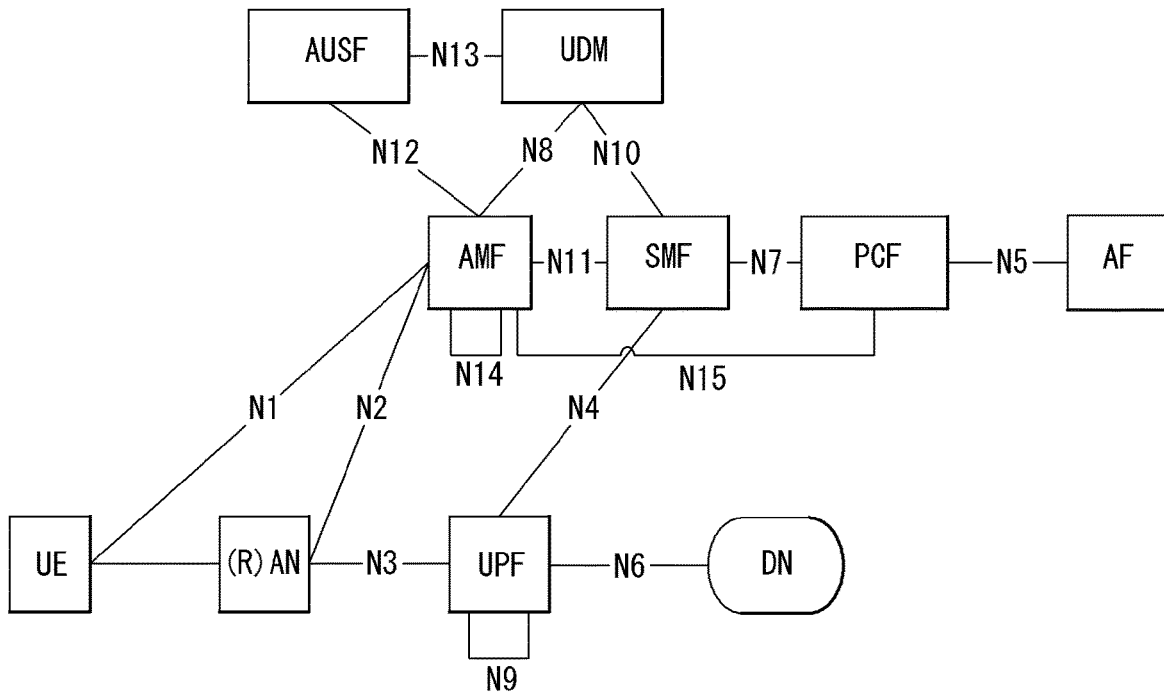 AUSF N13 UDM
N12 N8 N10
AMF N11 SMF N7 PCF N5 AF
N14 N15
N1 N2 N4
UE (R)AN N3 UPF N6 DN
N9